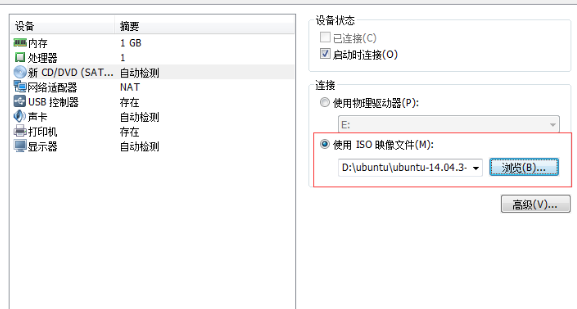 设备 摘要
内存 1 GB
处理器 1
新 CD/DVD (SAT... 自动检测
网络适配器 NAT
USB 控制器 存在
声卡 自动检测
打印机 存在
显示器 自动检测
设备状态
已连接(C)
启动时连接(O)
连接
使用物理驱动器(P):
E:
使用 ISO 映像文件(M):
D:\ubuntu\ubuntu-14.04.3- 浏览(B)...
高级(V)...